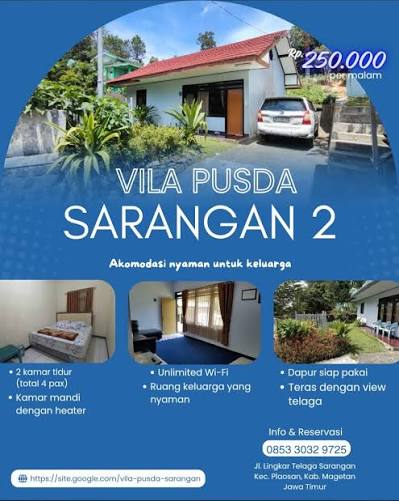 Rp. 250.000
per malam
VILA PUSDA
SARANGAN 2
Akomodasi nyaman untuk keluarga
• 2 kamar tidur
(total 4 pax)
• Kamar mandi
dengan heater
• Unlimited Wi-Fi
• Ruang keluarga yang
nyaman
• Dapur siap pakai
• Teras dengan view
telaga
Info & Reservasi
0853 3032 9725
Jl. Lingkar Telaga Sarangan
Kec. Plaosan, Kab. Magetan
Jawa Timur
https://site.google.com/vila-pusda-sarangan